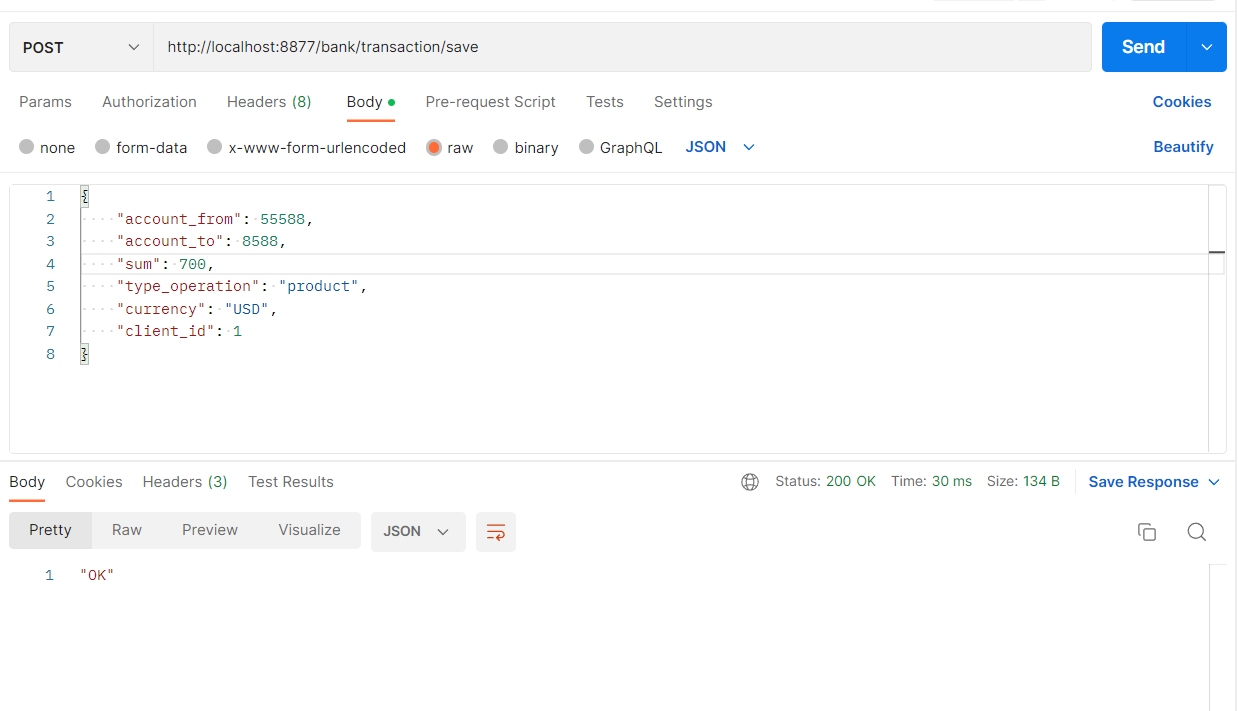 POST http://localhost:8877/bank/transaction/save Send
Params Authorization Headers (8) Body Pre-request Script Tests Settings Cookies
none form-data x-www-form-urlencoded raw binary GraphQL JSON Beautify
1 {
2 "account_from": 55588,
3 "account_to": 8588,
4 "sum": 700,
5 "type_operation": "product",
6 "currency": "USD",
7 "client_id": 1
8 }
Body Cookies Headers (3) Test Results Status: 200 OK Time: 30 ms Size: 134 B Save Response
Pretty Raw Preview Visualize JSON
1 "OK"